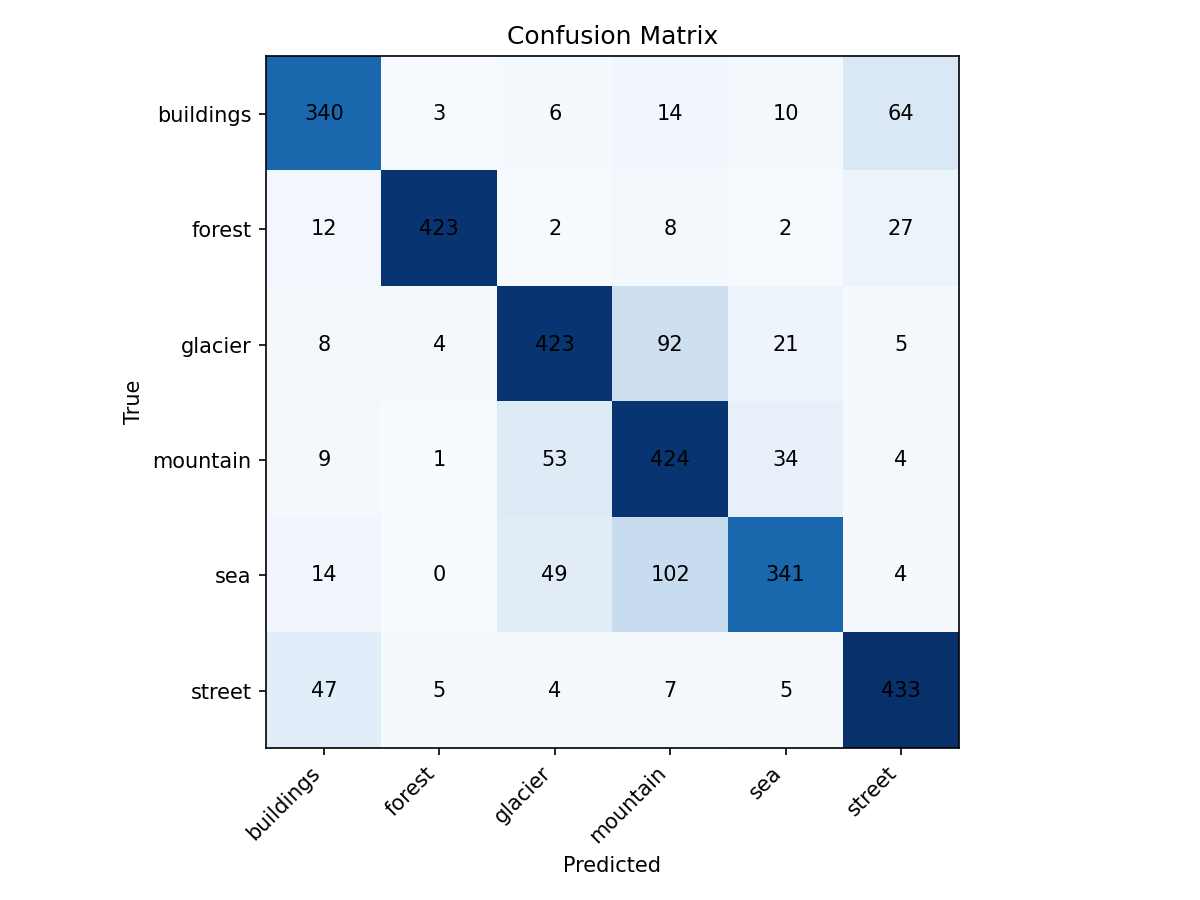 Confusion Matrix
buildings 340 3 6 14 10 64
forest 12 423 2 8 2 27
glacier 8 4 423 92 21 5
mountain 9 1 53 424 34 4
sea 14 0 49 102 341 4
street 47 5 4 7 5 433
True
buildings forest glacier mountain sea street
Predicted